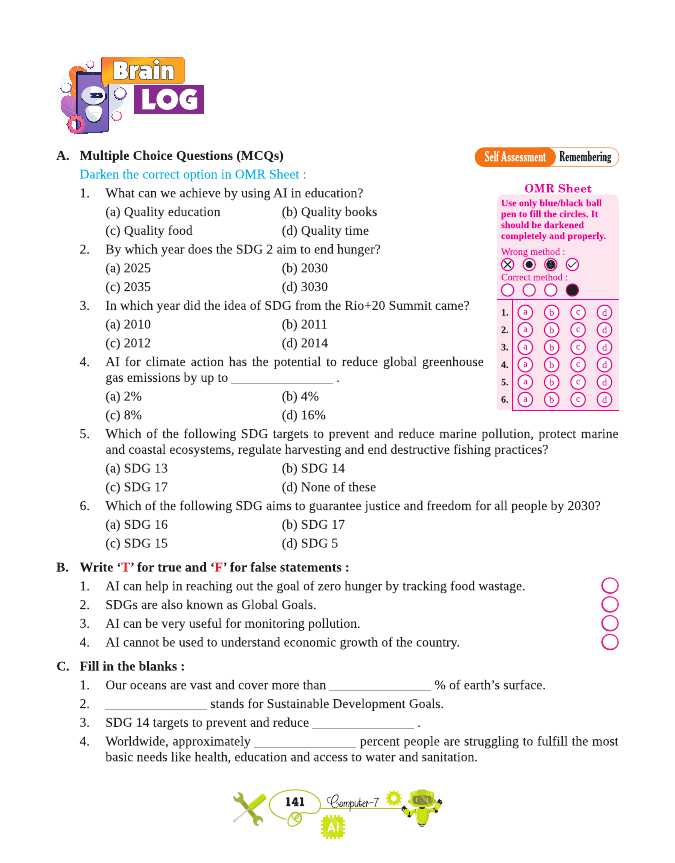 Brain
LOG
A. Multiple Choice Questions (MCQs)
Self Assessment Remembering
Darken the correct option in OMR Sheet :
1. What can we achieve by using AI in education?
(a) Quality education (b) Quality books
(c) Quality food (d) Quality time
2. By which year does the SDG 2 aim to end hunger?
(a) 2025 (b) 2030
(c) 2035 (d) 3030
3. In which year did the idea of SDG from the Rio+20 Summit came?
(a) 2010 (b) 2011
(c) 2012 (d) 2014
4. AI for climate action has the potential to reduce global greenhouse
gas emissions by up to _______________ .
(a) 2% (b) 4%
(c) 8% (d) 16%
OMR Sheet
Use only blue/black ball
pen to fill the circles. It
should be darkened
completely and properly.
Wrong method :
Correct method :
1. a b c d
2. a b c d
3. a b c d
4. a b c d
5. a b c d
6. a b c d
5. Which of the following SDG targets to prevent and reduce marine pollution, protect marine
and coastal ecosystems, regulate harvesting and end destructive fishing practices?
(a) SDG 13 (b) SDG 14
(c) SDG 17 (d) None of these
6. Which of the following SDG aims to guarantee justice and freedom for all people by 2030?
(a) SDG 16 (b) SDG 17
(c) SDG 15 (d) SDG 5
B. Write ‘T’ for true and ‘F’ for false statements :
1. AI can help in reaching out the goal of zero hunger by tracking food wastage.
2. SDGs are also known as Global Goals.
3. AI can be very useful for monitoring pollution.
4. AI cannot be used to understand economic growth of the country.
C. Fill in the blanks :
1. Our oceans are vast and cover more than _______________ % of earth’s surface.
2. _______________ stands for Sustainable Development Goals.
3. SDG 14 targets to prevent and reduce _______________ .
4. Worldwide, approximately _______________ percent people are struggling to fulfill the most
basic needs like health, education and access to water and sanitation.
141 Computer-7
AI